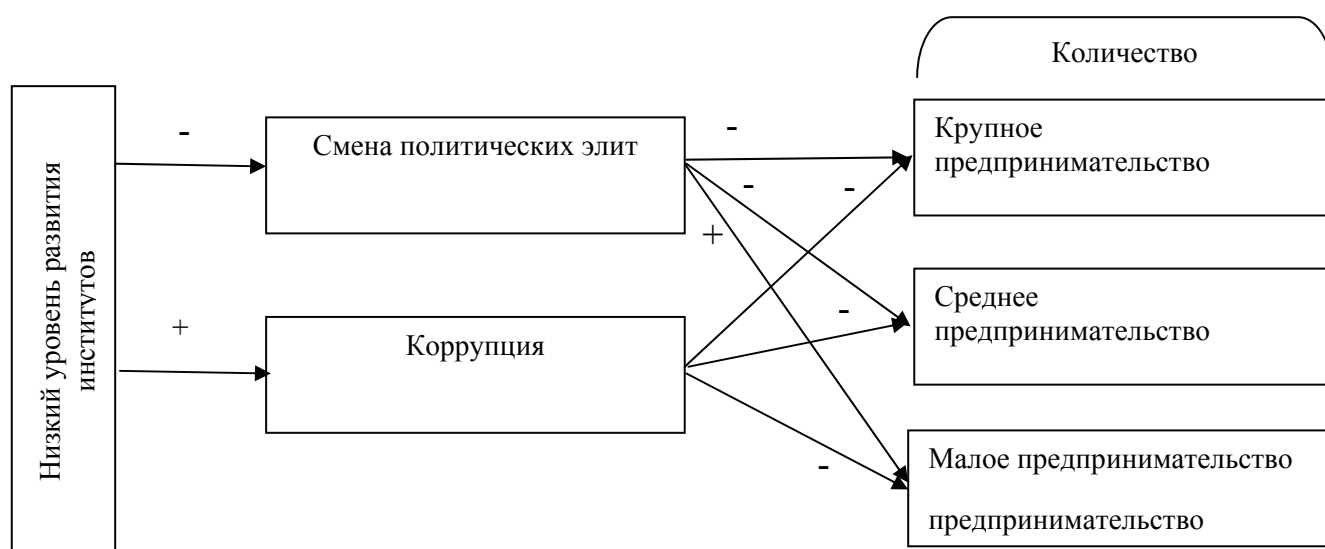 Количество
Низкий уровень развития
институтов
-
Смена политических элит
-
-
-
+
Крупное
предпринимательство
+
Коррупция
-
Среднее
предпринимательство
-
Малое предпринимательство
предпринимательство